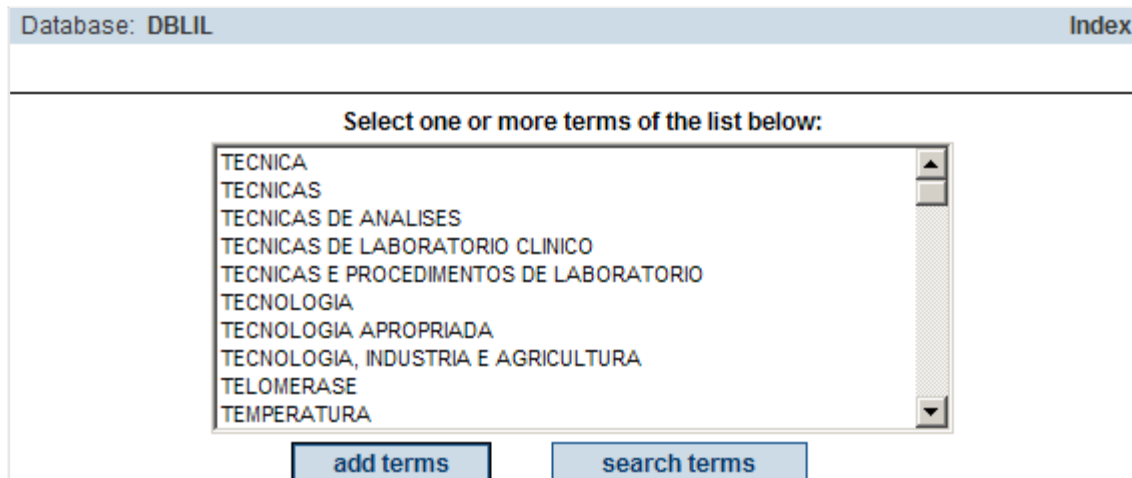 Database: DBLIL Index
Select one or more terms of the list below:
TECNICA
TECNICAS
TECNICAS DE ANALISES
TECNICAS DE LABORATORIO CLINICO
TECNICAS E PROCEDIMENTOS DE LABORATORIO
TECNOLOGIA
TECNOLOGIA APROPRIADA
TECNOLOGIA, INDUSTRIA E AGRICULTURA
TELOMERASE
TEMPERATURA
add terms search terms